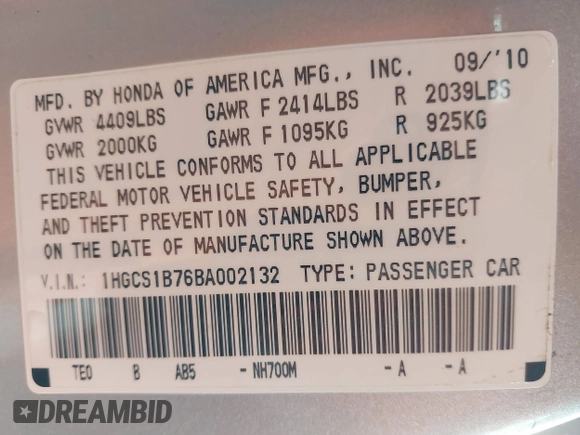 MFD. BY HONDA OF AMERICA MFG., INC. 09/'10
GVWR 4409LBS GAWR F 2414LBS R 2039LBS
GVWR 2000KG GAWR F 1095KG R 925KG
THIS VEHICLE CONFORMS TO ALL APPLICABLE
FEDERAL MOTOR VEHICLE SAFETY, BUMPER,
AND THEFT PREVENTION STANDARDS IN EFFECT
ON THE DATE OF MANUFACTURE SHOWN ABOVE.
V.I.N.: 1HGCS1B76BA002132 TYPE: PASSENGER CAR
TE0 B AB5 - NH700M - A - A
DREAMBID